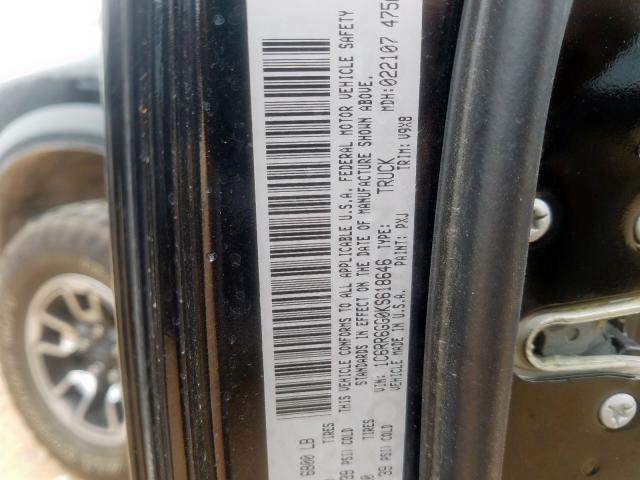 6800 LB TIRES
39 PSI) COLD
THIS VEHICLE CONFORMS TO ALL APPLICABLE U.S.A. FEDERAL MOTOR VEHICLE SAFETY
STANDARDS IN EFFECT ON THE DATE OF MANUFACTURE SHOWN ABOVE.
TIRES
39 PSI) COLD
VIN: 1C6RR6GG0KS618646 TYPE: TRUCK MDH:022107 475
VEHICLE MADE IN U.S.A. PAINT: PXJ TRIM: V9X8